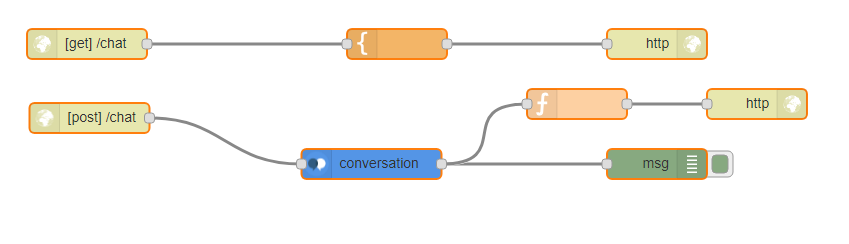 [get] /chat
http
[post] /chat
http
conversation
msg